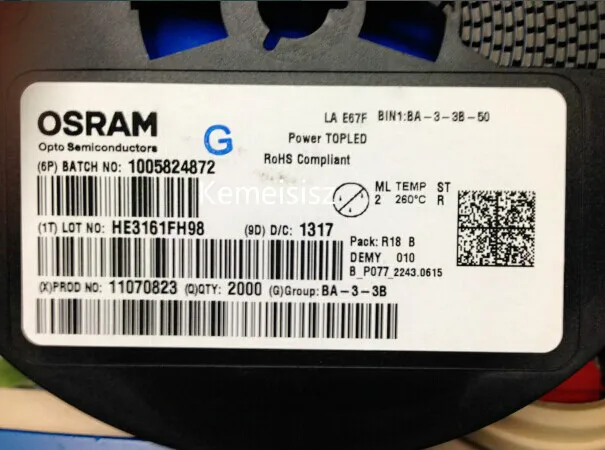 OSRAM
Opto Semiconductors
G
LA E67F BIN1:BA-3-3B-50
Power TOPLED
RoHS Compliant
(6P) BATCH NO: 1005824872
Kemeisisz
ML TEMP ST
2 260°C R
(1T) LOT NO: HE3161FH98 (9D) D/C: 1317
Pack: R18 B
DEMY 010
B_P077_2243.0615
(X)PROD NO: 11070823 (Q)QTY: 2000 (G)Group: BA-3-3B